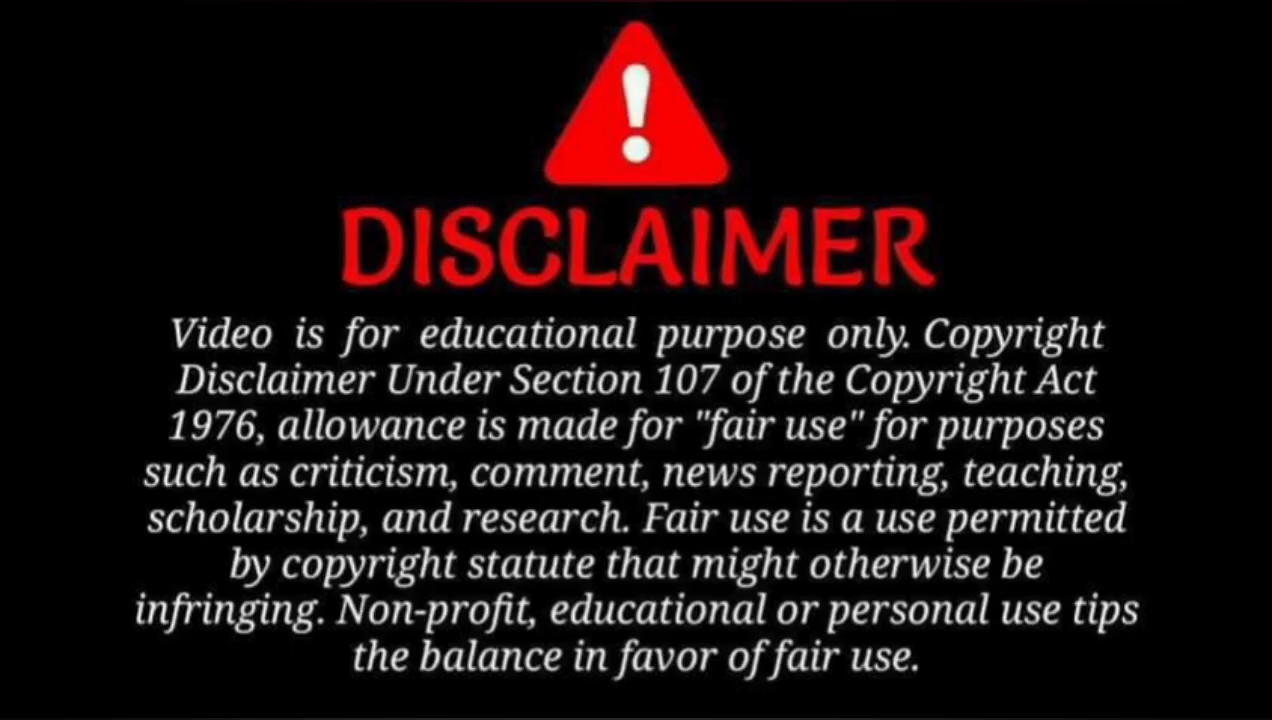 !
DISCLAIMER
Video is for educational purpose only. Copyright
Disclaimer Under Section 107 of the Copyright Act
1976, allowance is made for "fair use" for purposes
such as criticism, comment, news reporting, teaching,
scholarship, and research. Fair use is a use permitted
by copyright statute that might otherwise be
infringing. Non-profit, educational or personal use tips
the balance in favor of fair use.